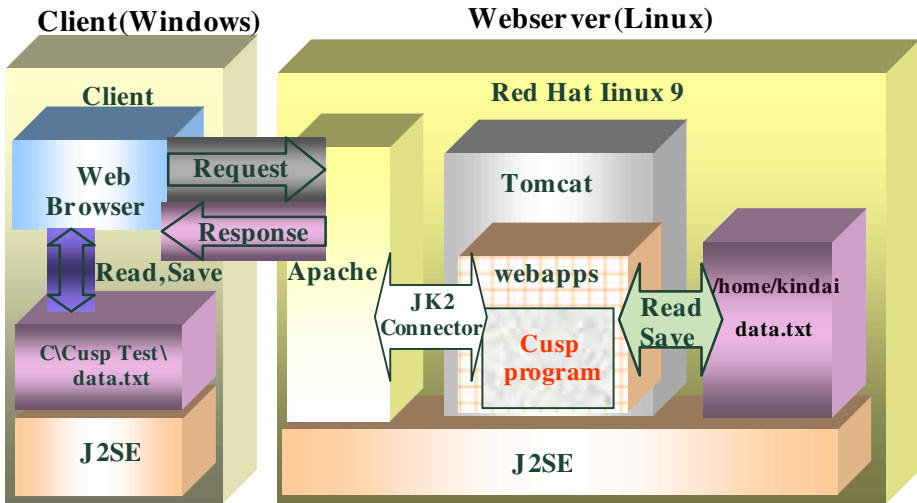 Client(Windows)
Webserver(Linux)
Client
Web
Browser
Request
Response
Read,Save
C\Cusp Test\
data.txt
J2SE
Red Hat Iinux 9
Apache
JK2
Connector
Tomcat
webapps
Cusp
program
Read
Save
/home/kindai
data.txt
J2SE